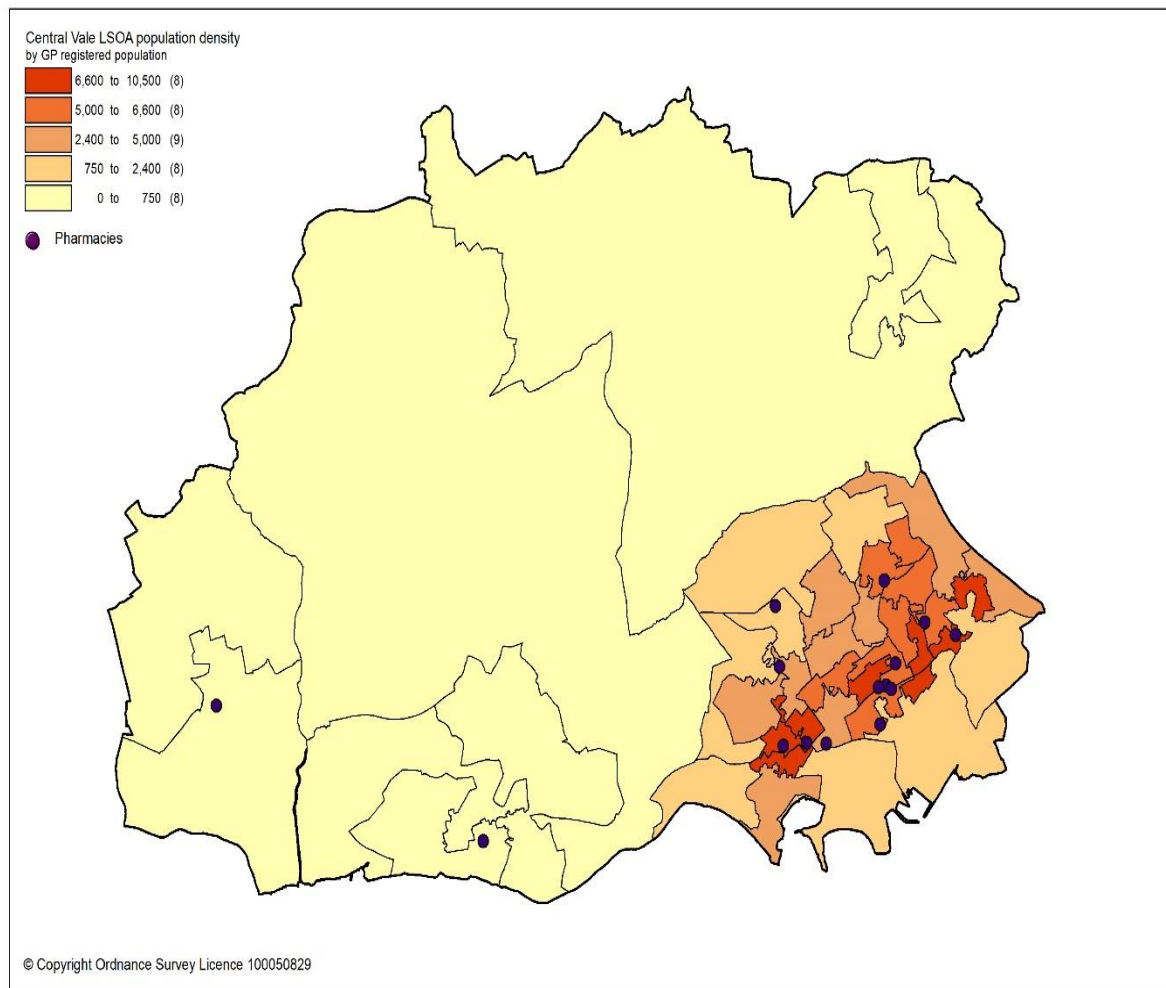 Central Vale LSOA population density
by GP registered population
6,600 to 10,500 (8)
5,000 to 6,600 (8)
2,400 to 5,000 (9)
750 to 2,400 (8)
0 to 750 (8)
Pharmacies
© Copyright Ordnance Survey Licence 100050829